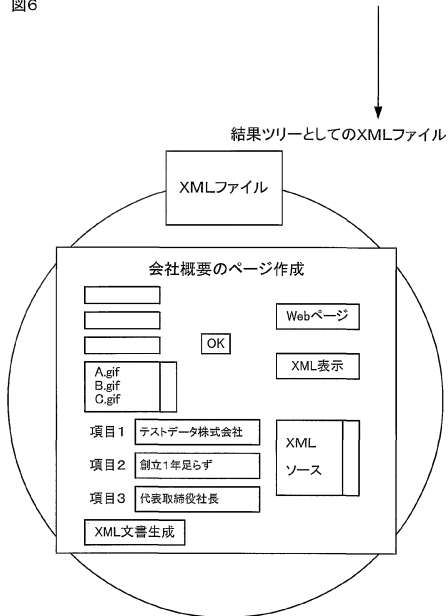 図6
結果ツリーとしてのXMLファイル
XMLファイル
会社概要のページ作成
Webページ
OK
XML表示
A.gif
B.gif
C.gif
項目1 テストデータ株式会社
項目2 創立1年足らず
項目3 代表取締役社長
XML
ソース
XML文書生成